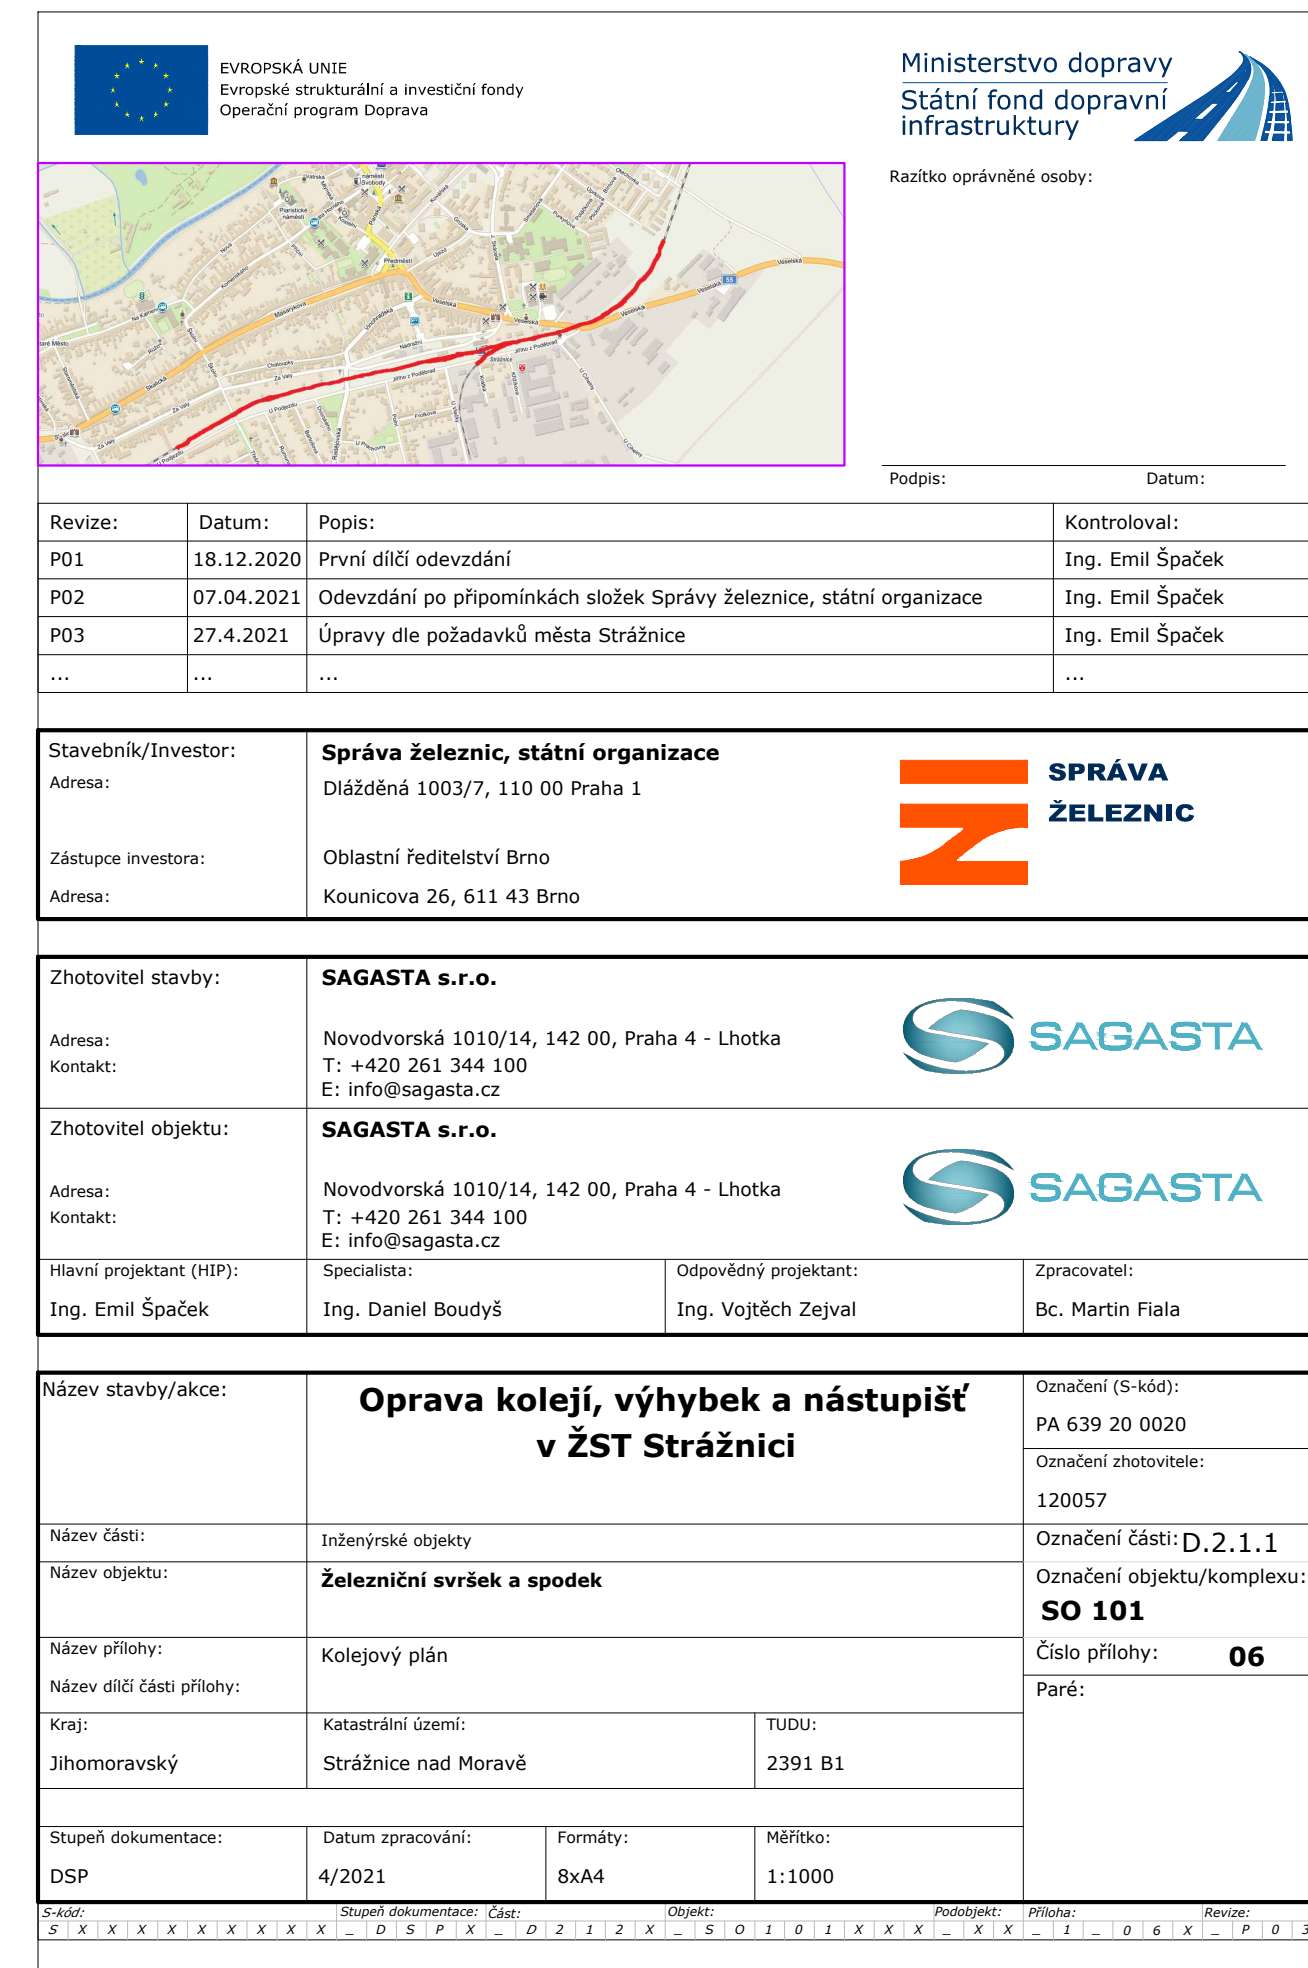 EVROPSKÁ UNIE
Evropské strukturální a investiční fondy
Operační program Doprava
Ministerstvo dopravy
Státní fond dopravní
infrastruktury
Razítko oprávněné osoby:
Podpis: Datum:
Revize: Datum: Popis: Kontroloval:
P01 18.12.2020 První dílčí odevzdání Ing. Emil Špaček
P02 07.04.2021 Odevzdání po připomínkách složek Správy železnice, státní organizace Ing. Emil Špaček
P03 27.4.2021 Úpravy dle požadavků města Strážnice Ing. Emil Špaček
... ... ... ...
Stavebník/Investor: Správa železnic, státní organizace
Adresa: Dlážděná 1003/7, 110 00 Praha 1
SPRÁVA
ŽELEZNIC
Zástupce investora: Oblastní ředitelství Brno
Adresa: Kounicova 26, 611 43 Brno
Zhotovitel stavby: SAGASTA s.r.o.
Adresa: Novodvorská 1010/14, 142 00, Praha 4 - Lhotka
Kontakt: T: +420 261 344 100
E: info@sagasta.cz
SAGASTA
Zhotovitel objektu: SAGASTA s.r.o.
Adresa: Novodvorská 1010/14, 142 00, Praha 4 - Lhotka
Kontakt: T: +420 261 344 100
E: info@sagasta.cz
SAGASTA
Hlavní projektant (HIP): Specialista: Odpovědný projektant: Zpracovatel:
Ing. Emil Špaček Ing. Daniel Boudyš Ing. Vojtěch Zejval Bc. Martin Fiala
Název stavby/akce: Oprava kolejí, výhybek a nástupišť
v ŽST Strážnici
Označení (S-kód):
PA 639 20 0020
Označení zhotovitele:
120057
Název části: Inženýrské objekty Označení části: D.2.1.1
Název objektu: Železniční svršek a spodek Označení objektu/komplexu:
SO 101
Název přílohy: Kolejový plán Číslo přílohy: 06
Název dílčí části přílohy: Paré:
Kraj: Katastrální území: TUDU:
Jihomoravský Strážnice nad Moravě 2391 B1
Stupeň dokumentace: Datum zpracování: Formáty: Měřítko:
DSP 4/2021 8xA4 1:1000
S-kód: Stupeň dokumentace: Část: Objekt: Podobjekt: Příloha: Revize:
S X X X X X X X X X _ D S P X _ D 2 1 2 X _ S O 1 0 1 X X X _ X X _ 1 _ 0 6 X _ P 0 3